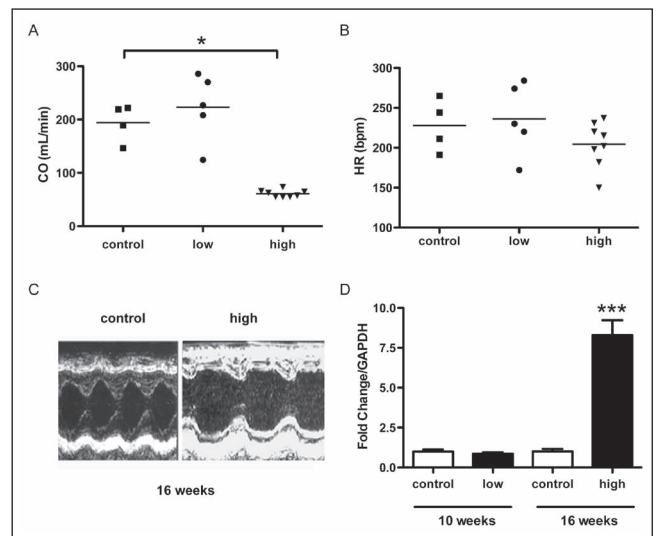 A
*
CO (mL/min)
300
200
100
0
control low high
B
HR (bpm)
300
250
200
150
100
control low high
C
control high
16 weeks
D
Fold Change/GAPDH
10.0
7.5
5.0
2.5
0.0
***
control low control high
10 weeks 16 weeks